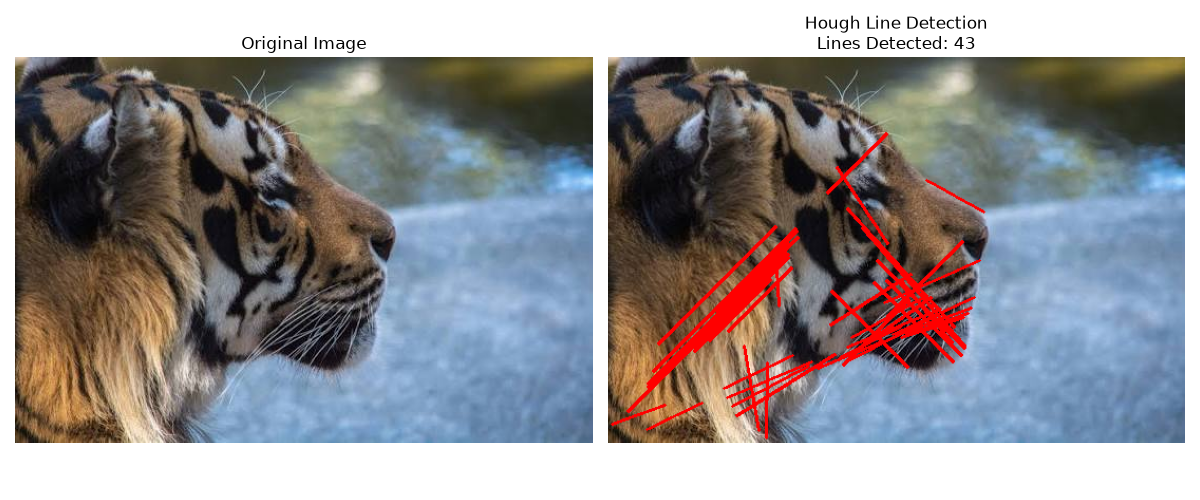 Original Image
Hough Line Detection
Lines Detected: 43